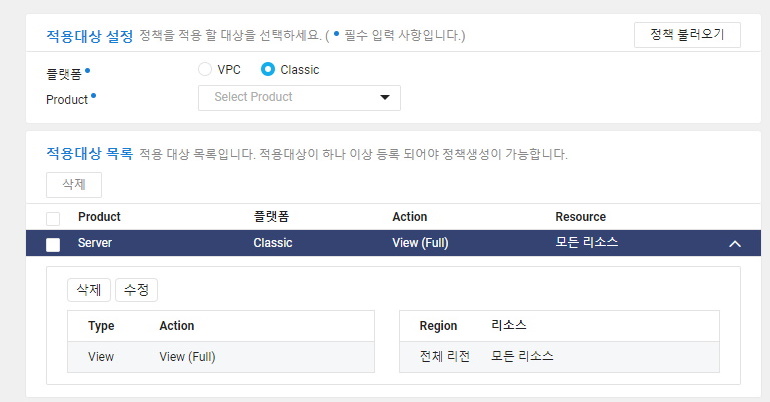 적용대상 설정 정책을 적용 할 대상을 선택하세요. ( • 필수 입력 사항입니다.) 정책 불러오기
플랫폼 • VPC Classic
Product • Select Product
적용대상 목록 적용 대상 목록입니다. 적용대상이 하나 이상 등록 되어야 정책생성이 가능합니다.
삭제
Product 플랫폼 Action Resource
Server Classic View (Full) 모든 리소스
삭제 수정
Type Action Region 리소스
View View (Full) 전체 리전 모든 리소스